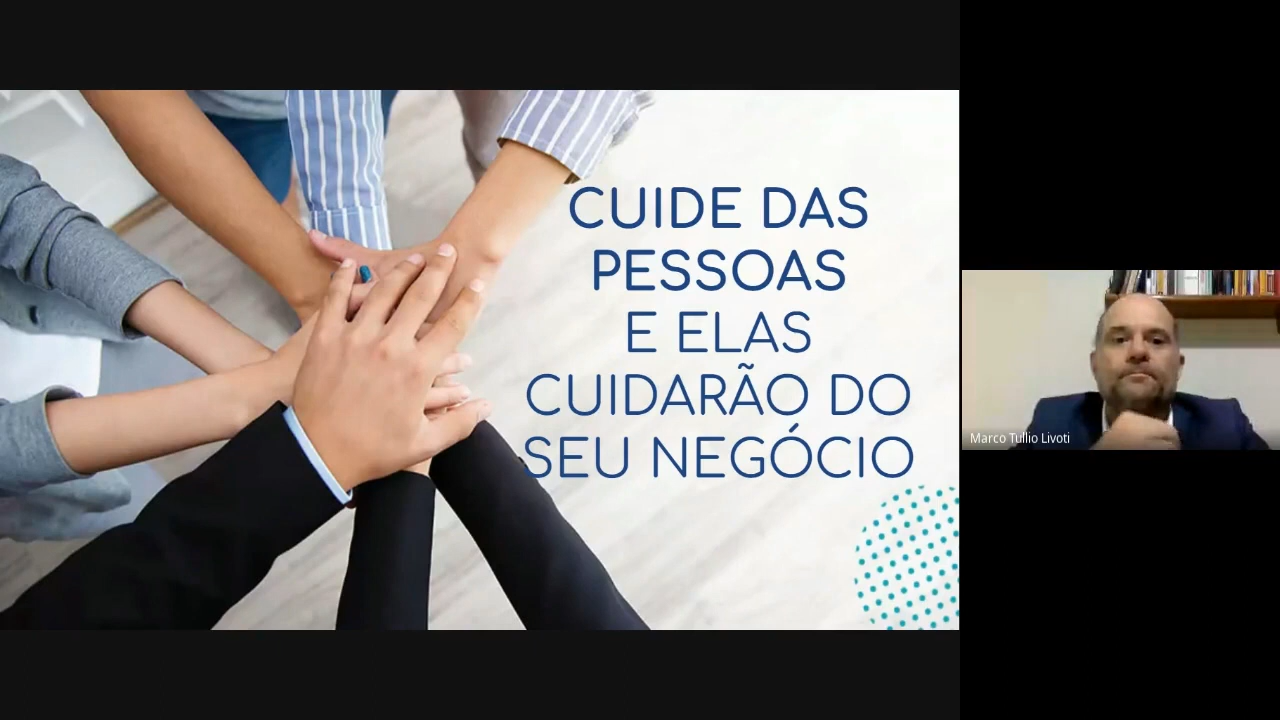 CUIDE DAS
PESSOAS
E ELAS
CUIDARÃO DO
SEU NEGÓCIO
Marco Tullio Livoti